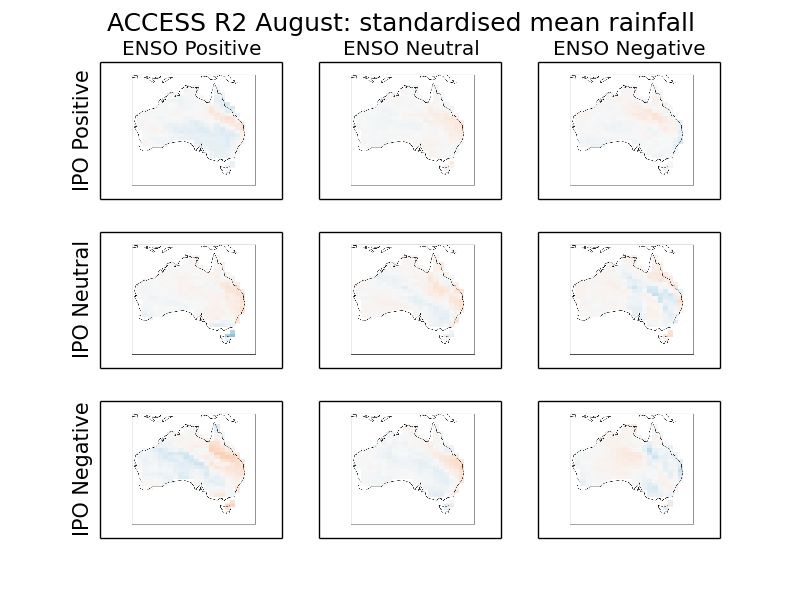 ACCESS R2 August: standardised mean rainfall
ENSO Positive
ENSO Neutral
ENSO Negative
IPO Positive
IPO Neutral
IPO Negative